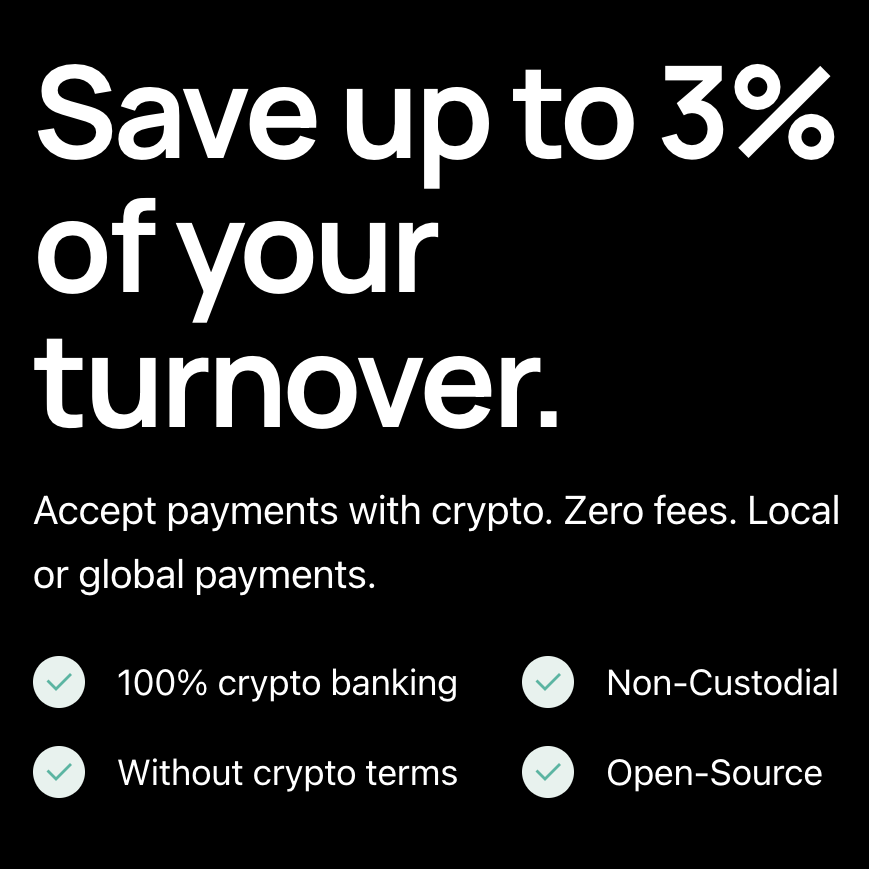 Save up to 3%
of your
turnover.
Accept payments with crypto. Zero fees. Local
or global payments.
100% crypto banking
Non-Custodial
Without crypto terms
Open-Source